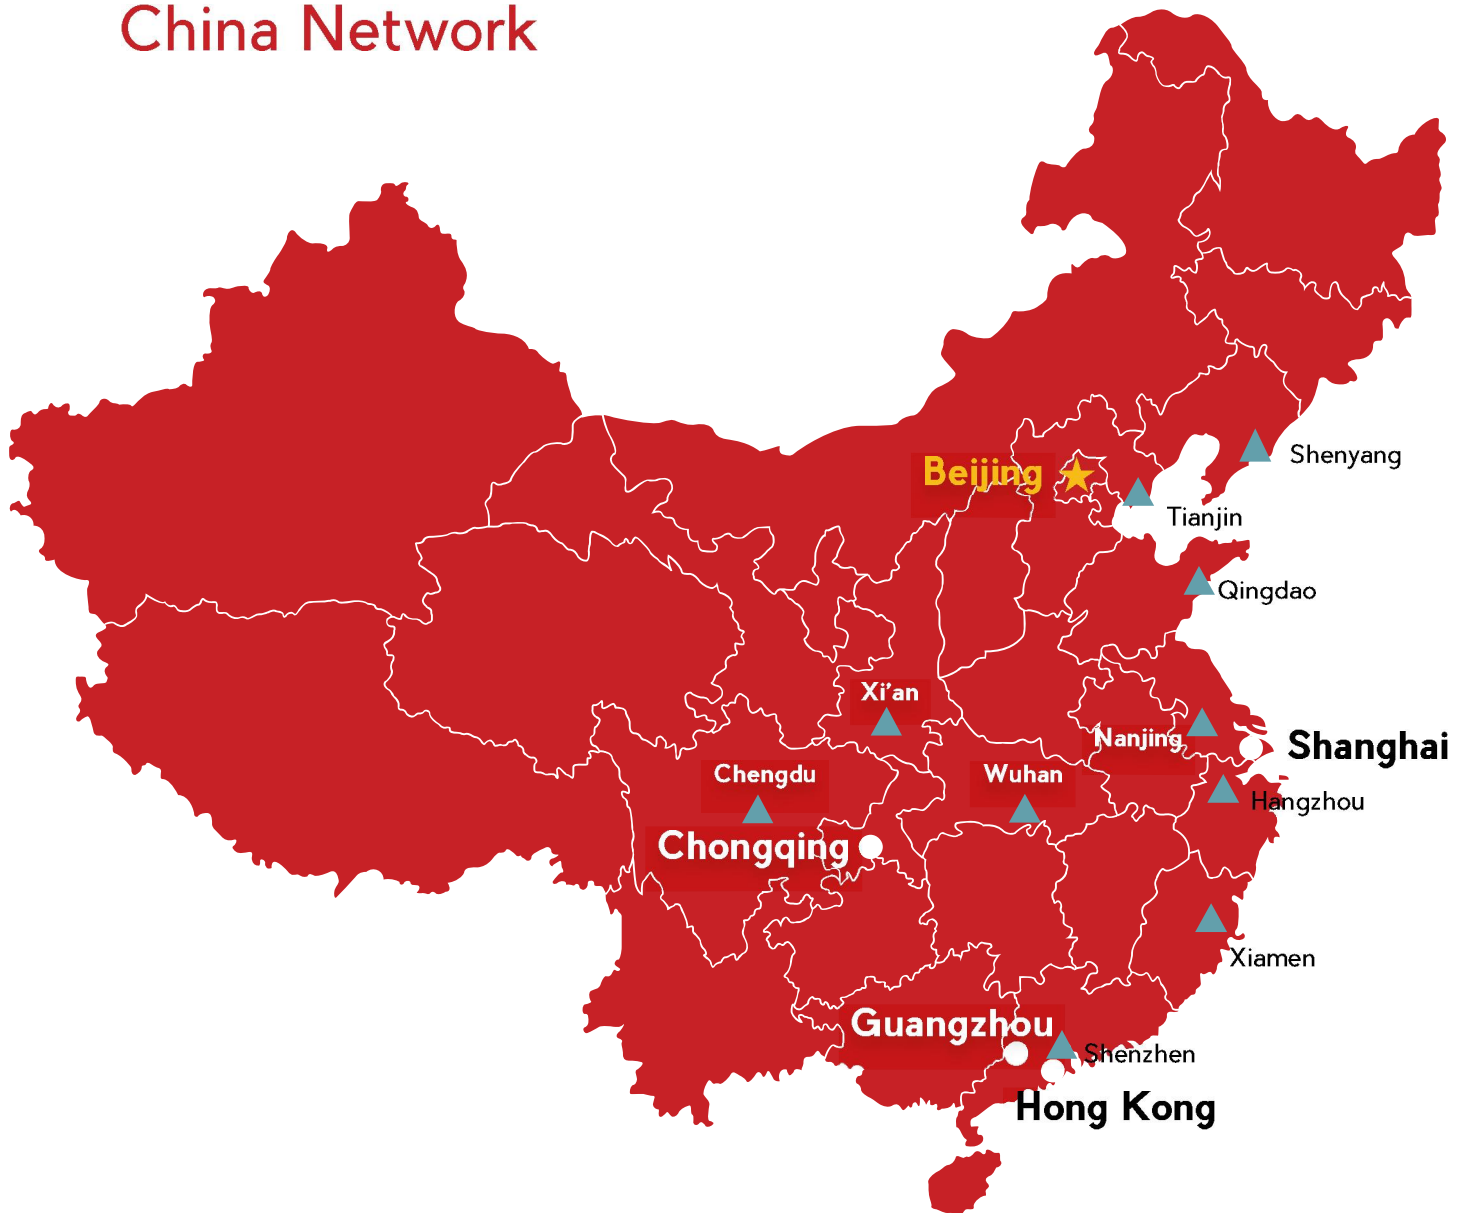 China Network
Shenyang
Beijing
Tianjin
Qingdao
Xi'an
Nanjing
Shanghai
Chengdu
Wuhan
Hangzhou
Chongqing
Xiamen
Guangzhou
Shenzhen
Hong Kong